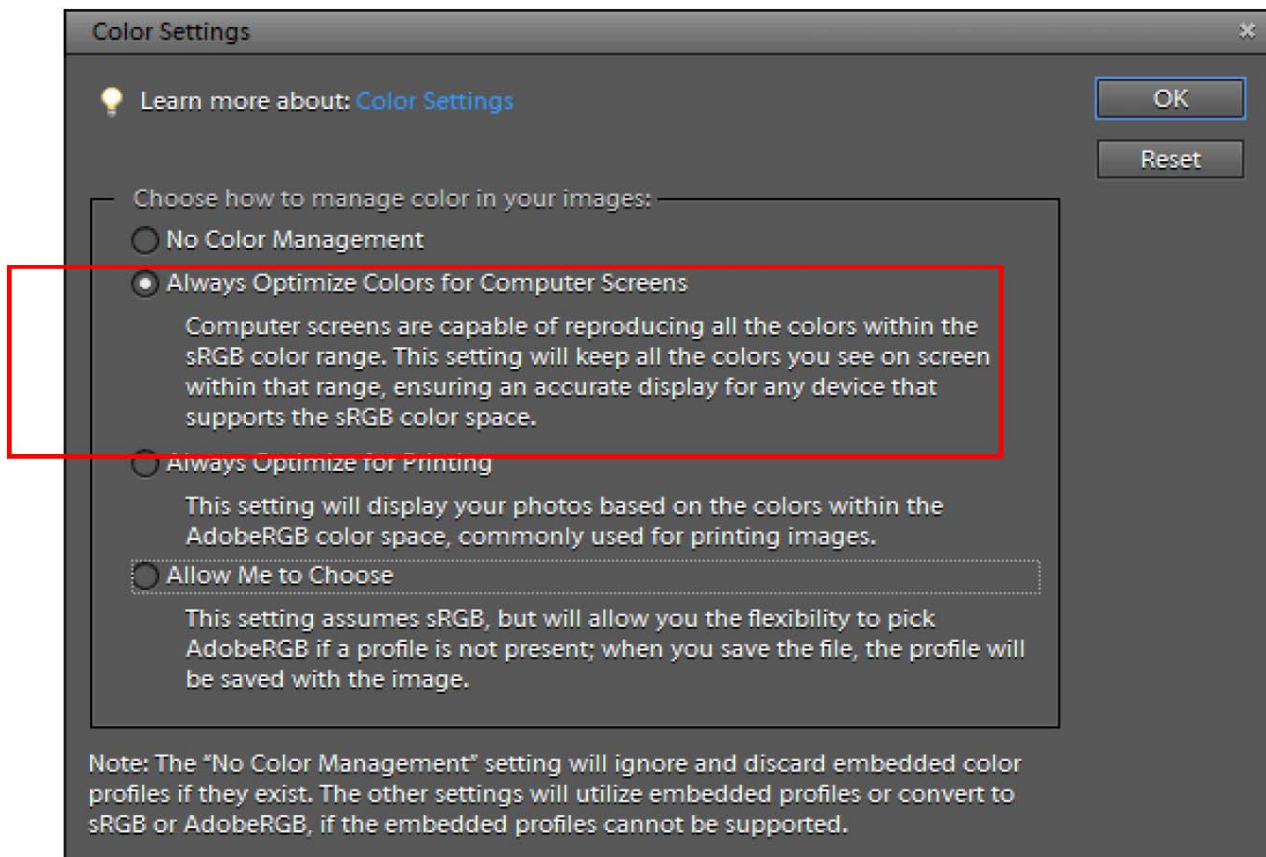 Color Settings
Learn more about: Color Settings
OK
Reset
Choose how to manage color in your images:
No Color Management
Always Optimize Colors for Computer Screens
Computer screens are capable of reproducing all the colors within the
sRGB color range. This setting will keep all the colors you see on screen
within that range, ensuring an accurate display for any device that
supports the sRGB color space.
Always Optimize for Printing
This setting will display your photos based on the colors within the
AdobeRGB color space, commonly used for printing images.
Allow Me to Choose
This setting assumes sRGB, but will allow you the flexibility to pick
AdobeRGB if a profile is not present; when you save the file, the profile will
be saved with the image.
Note: The “No Color Management” setting will ignore and discard embedded color
profiles if they exist. The other settings will utilize embedded profiles or convert to
sRGB or AdobeRGB, if the embedded profiles cannot be supported.